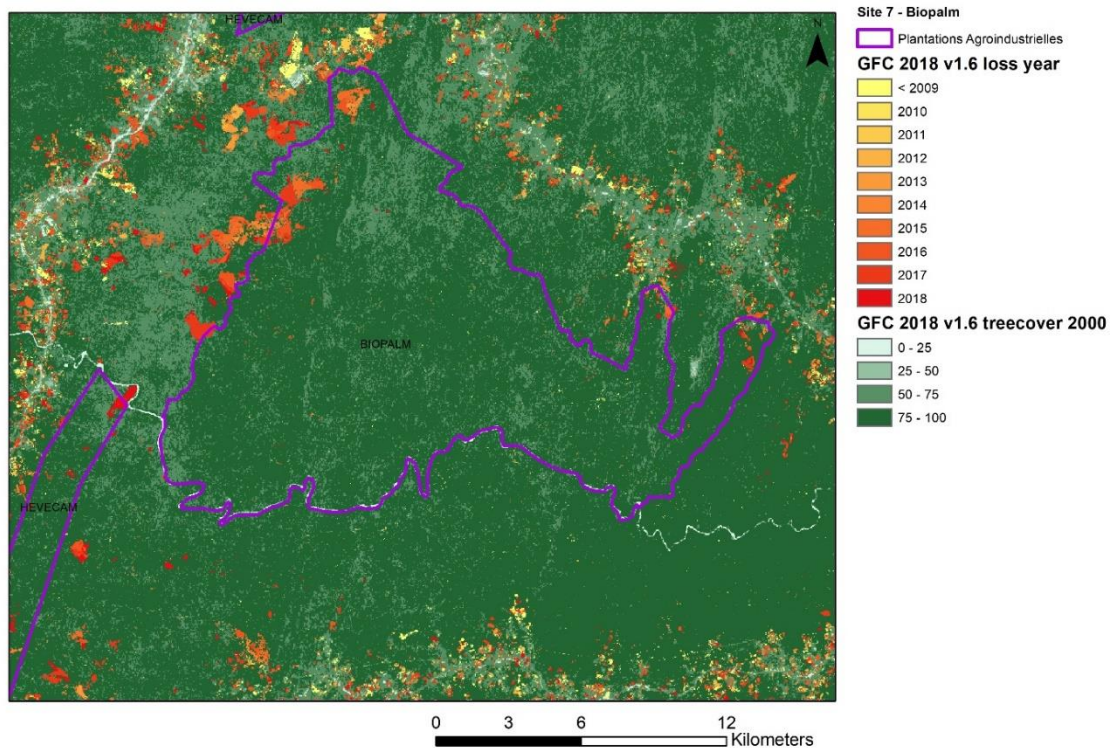 HEVECAM
BIOPALM
HEVECAM
N
Site 7 - Biopalm
Plantations Agroindustrielles
GFC 2018 v1.6 loss year
< 2009
2010
2011
2012
2013
2014
2015
2016
2017
2018
GFC 2018 v1.6 treecover 2000
0 - 25
25 - 50
50 - 75
75 - 100
0 3 6 12
Kilometers